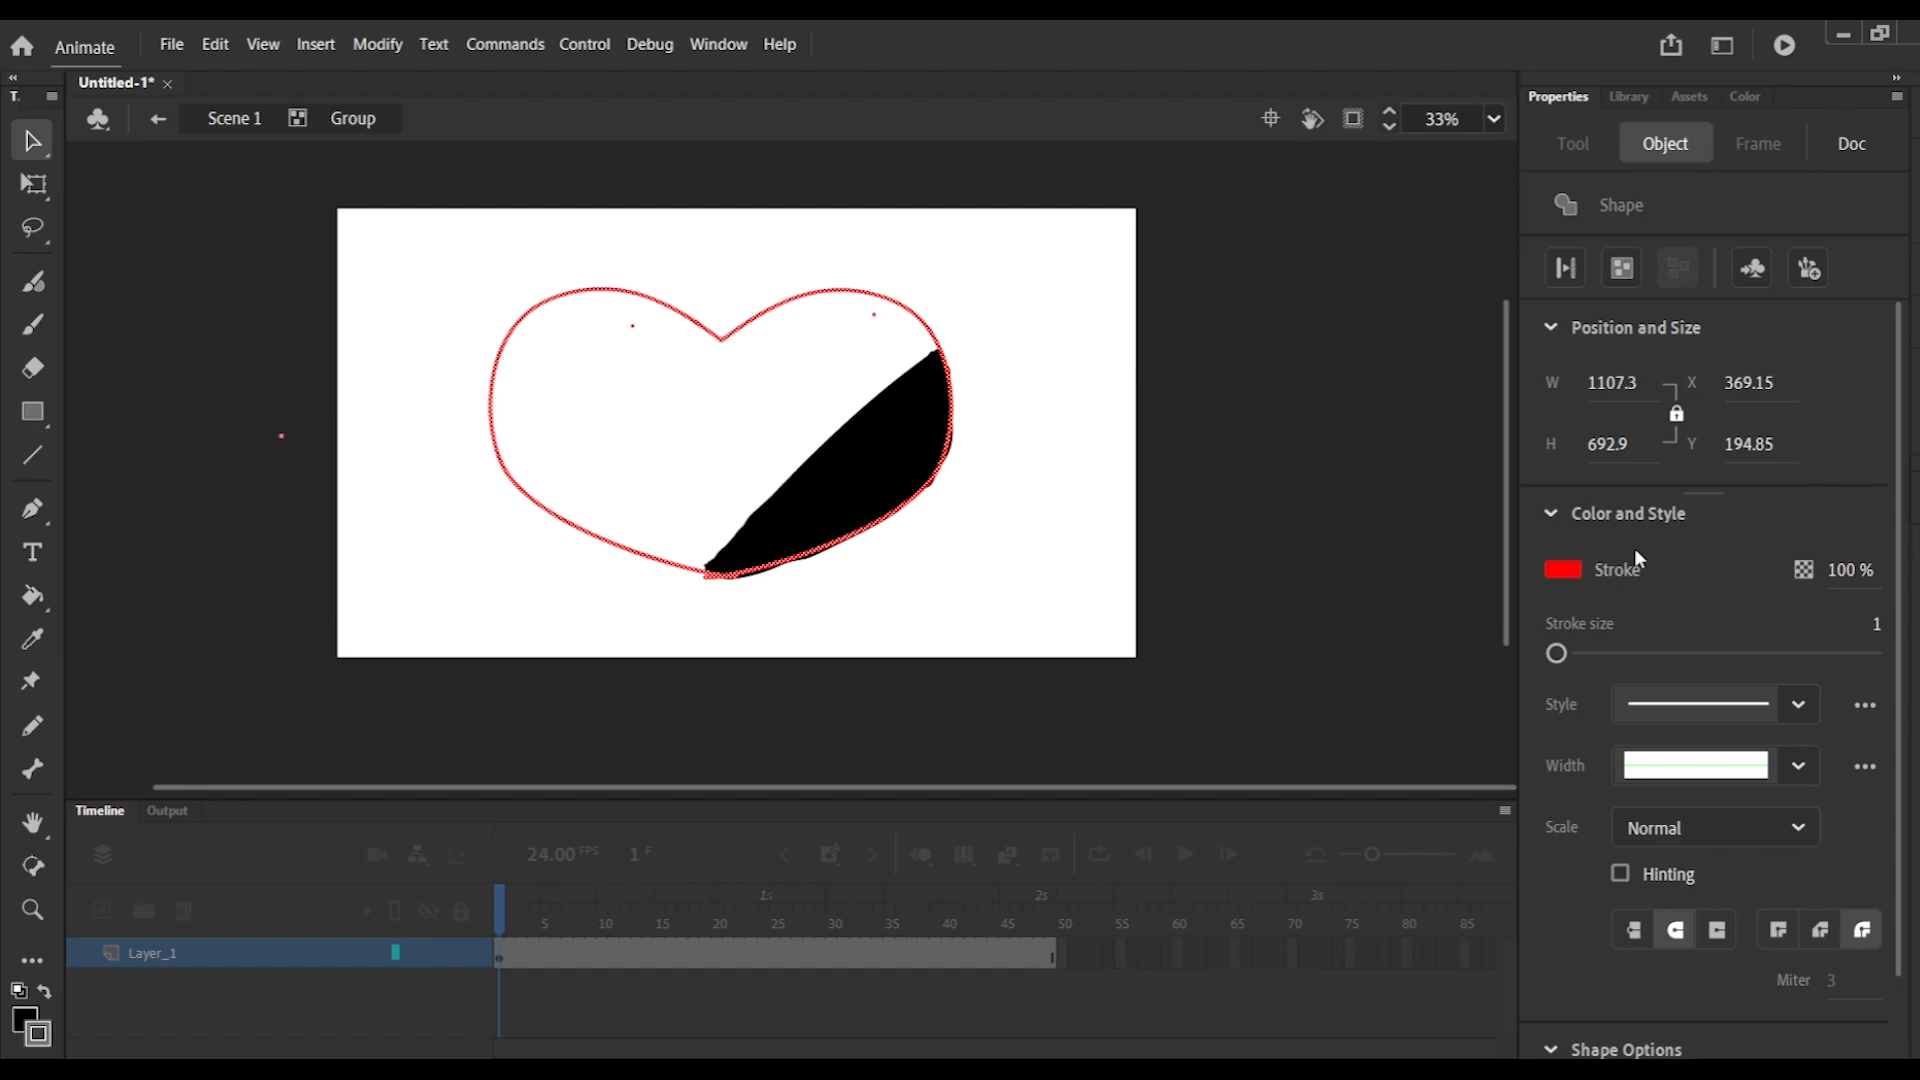 Animate File Edit View Insert Modify Text Commands Control Debug Window Help
Untitled-1*
Scene 1 Group 33%
T.
Properties Library Assets Color
Tool Object Frame Doc
Shape
Position and Size
W 1107.3 X 369.15
H 692.9 Y 194.85
Color and Style
Stroke 100 %
Stroke size 1
Style
Width
Scale Normal
Hinting
Miter 3
Shape Options
Timeline Output
24.00 FPS 1 F
1s 2s 3s
5 10 15 20 25 30 35 40 45 50 55 60 65 70 75 80 85
Layer_1